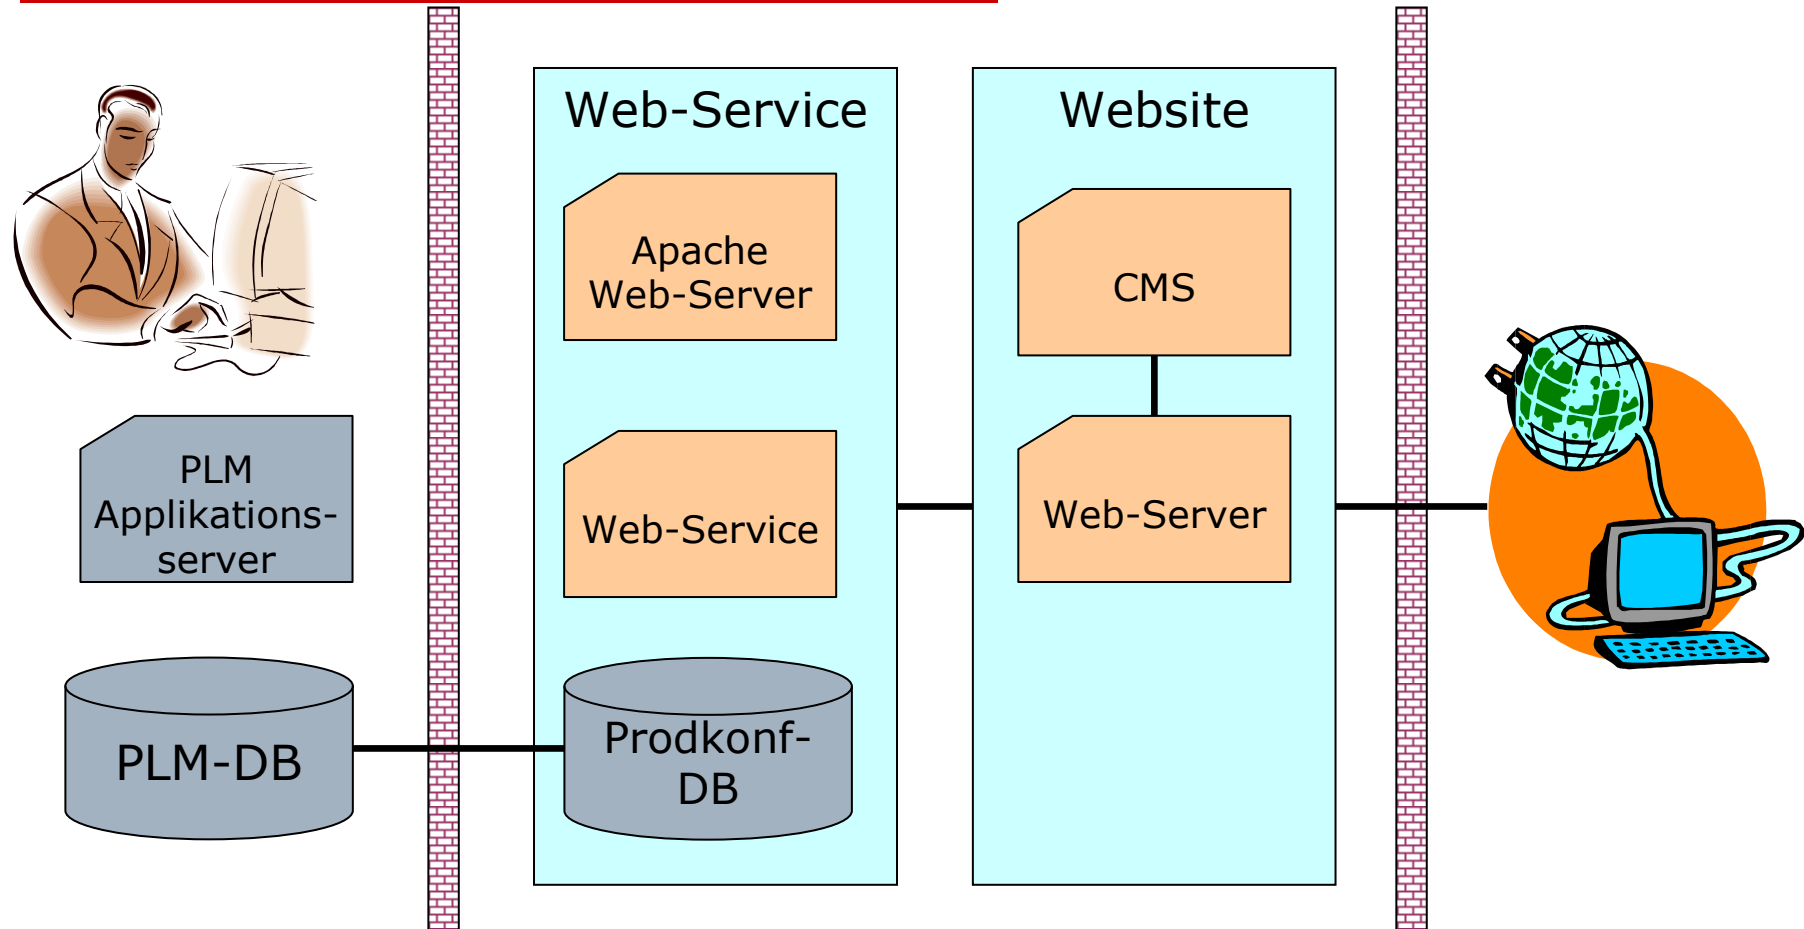 Web-Service
Website
Apache
Web-Server
CMS
PLM
Applikations-
server
Web-Service
Web-Server
PLM-DB
Prodkonf-
DB